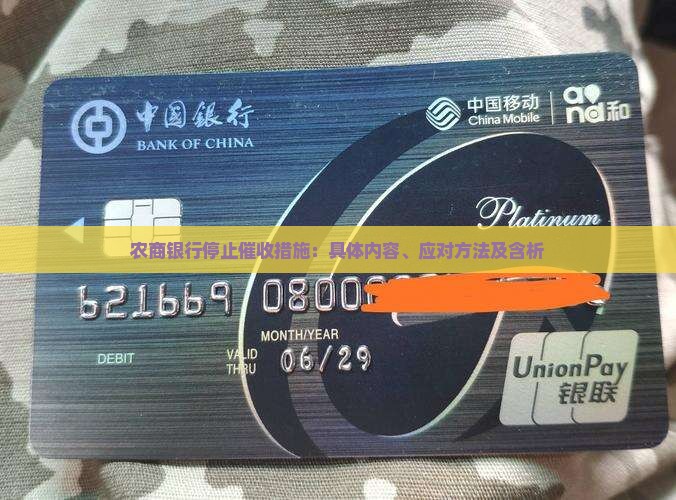 中国銀行
BANK OF CHINA
中国移动
China Mobile
and和
Platinum
农商银行停止催收措施：具体内容、应对方法及含析
621669 0800
MONTH/YEAR
DEBIT
VALID THRU
06/29
UnionPay
银联